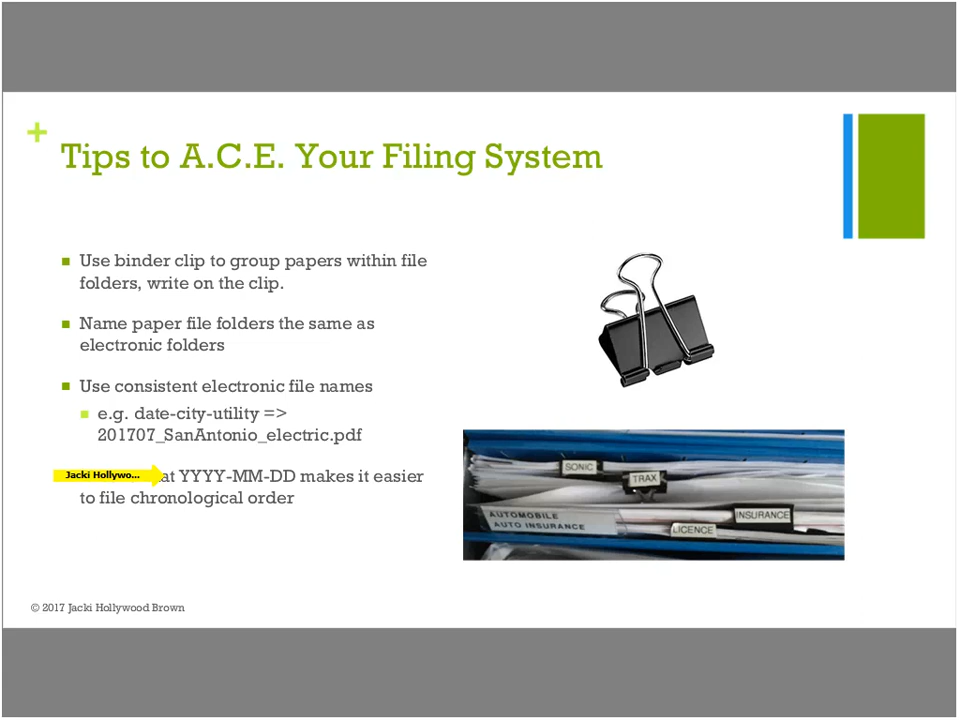 +
Tips to A.C.E. Your Filing System
■ Use binder clip to group papers within file
folders, write on the clip.
■ Name paper file folders the same as
electronic folders
■ Use consistent electronic file names
■ e.g. date-city-utility =>
201707_SanAntonio_electric.pdf
Jacki Hollywo... at YYYY-MM-DD makes it easier
to file chronological order
SONIC
TRAX
AUTOMOBILE
AUTO INSURANCE
INSURANCE
LICENCE
© 2017 Jacki Hollywood Brown